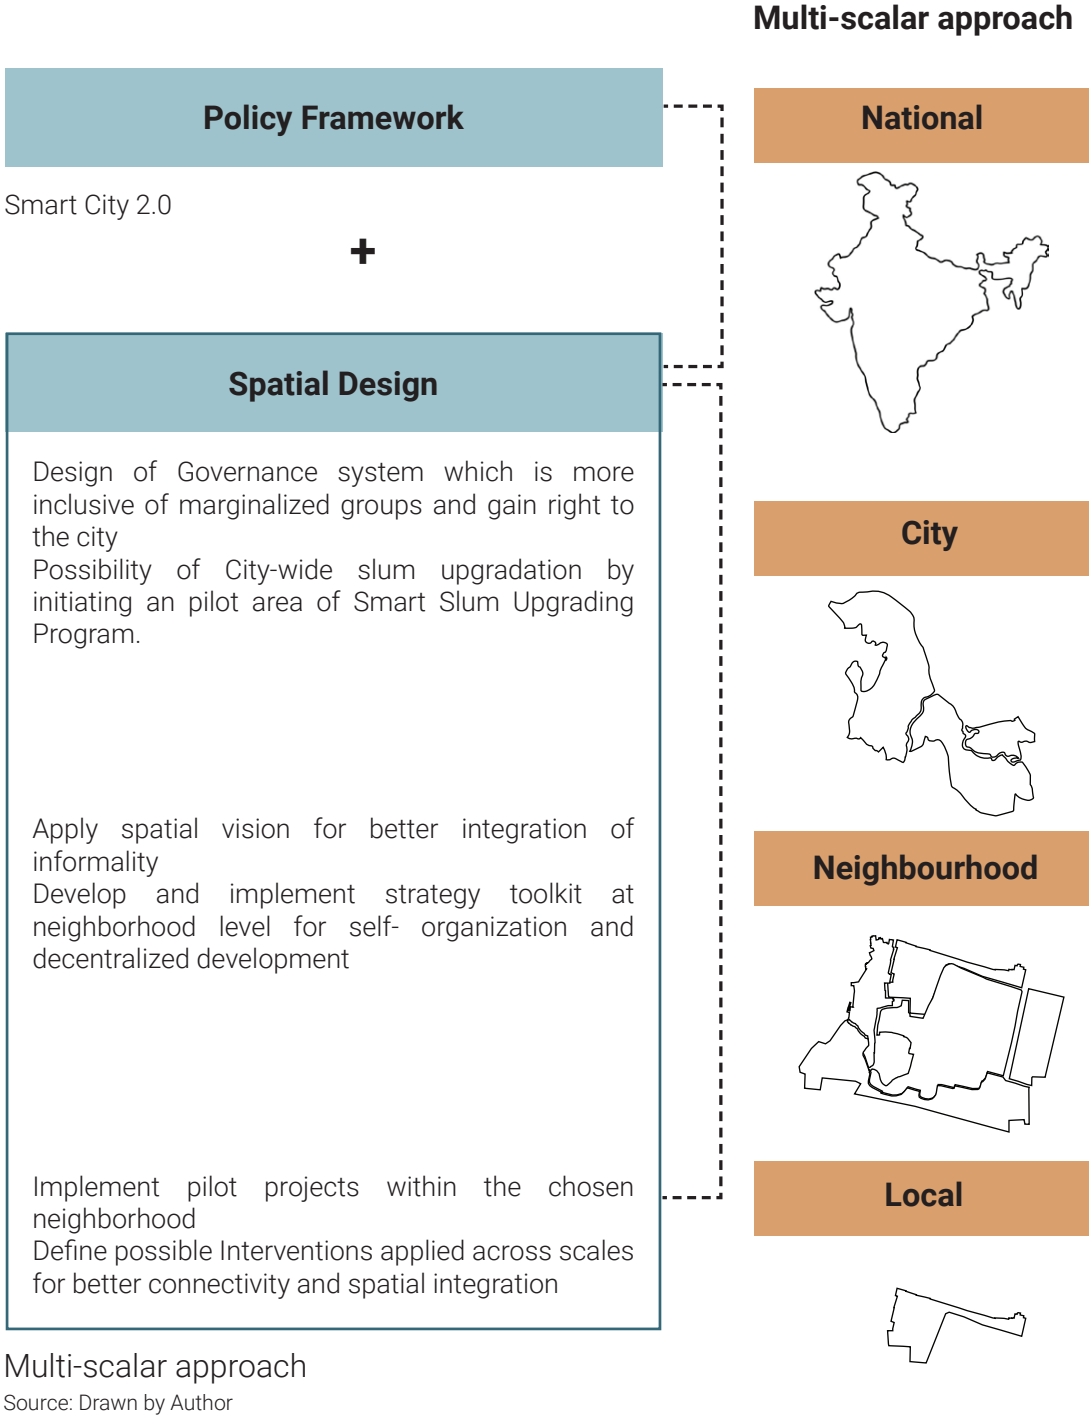 Multi-scalar approach
Policy Framework
National
Smart City 2.0
+
Spatial Design
Design of Governance system which is more
inclusive of marginalized groups and gain right to
the city
Possibility of City-wide slum upgradation by
initiating an pilot area of Smart Slum Upgrading
Program.
City
Apply spatial vision for better integration of
informality
Develop and implement strategy toolkit at
neighborhood level for self- organization and
decentralized development
Neighbourhood
Implement pilot projects within the chosen
neighborhood
Define possible Interventions applied across scales
for better connectivity and spatial integration
Local
Multi-scalar approach
Source: Drawn by Author